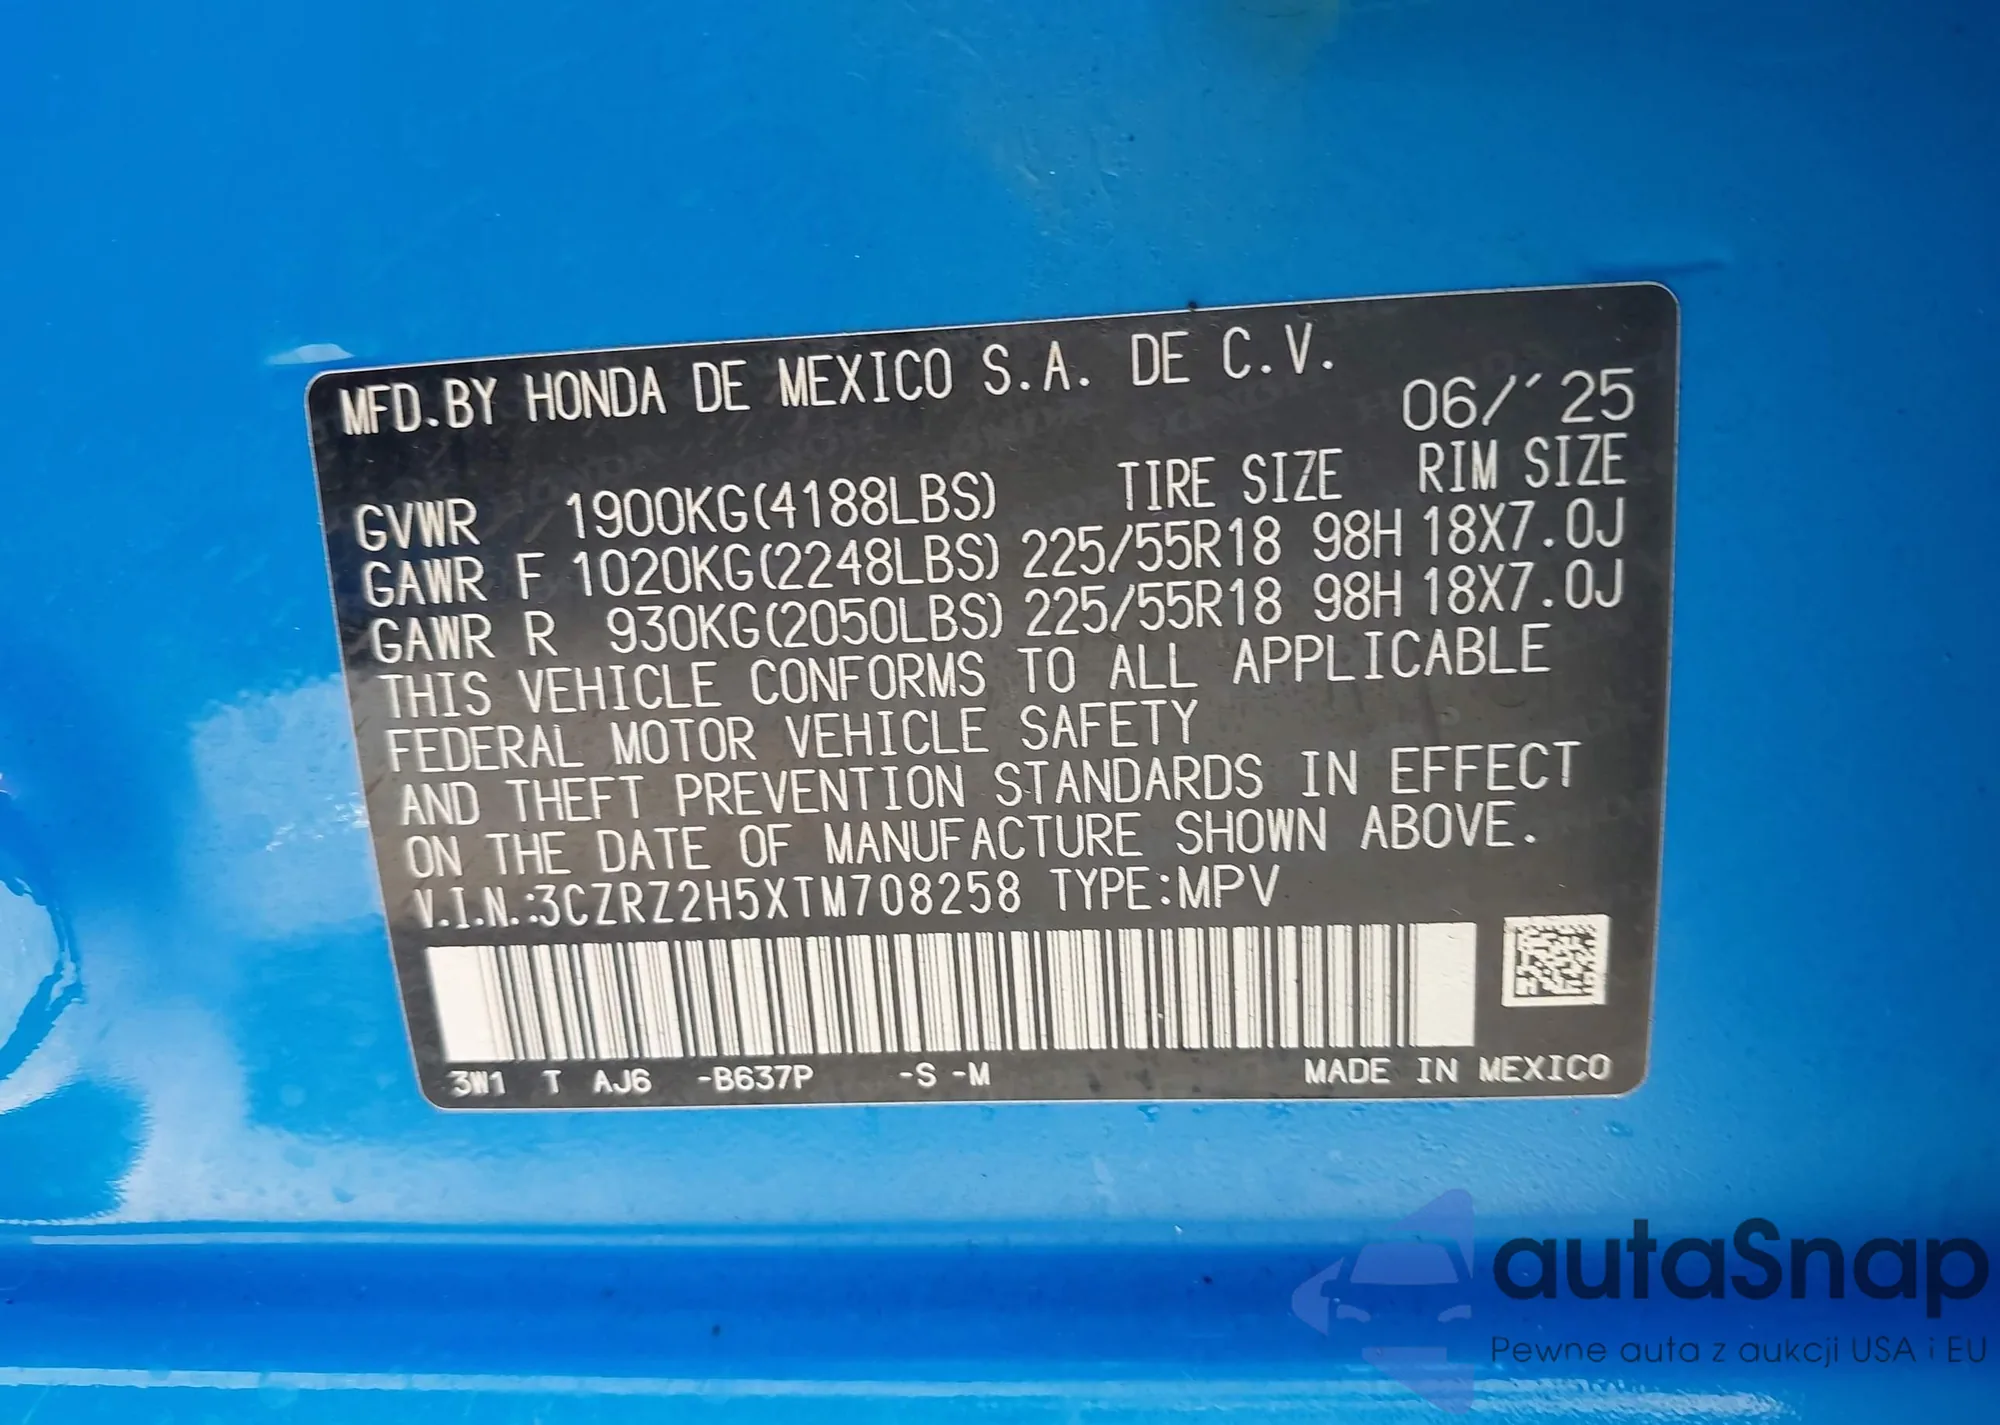 MFD.BY HONDA DE MEXICO S.A. DE C.V.
06/'25
TIRE SIZE RIM SIZE
GVWR 1900KG(4188LBS)
GAWR F 1020KG(2248LBS) 225/55R18 98H 18X7.0J
GAWR R 930KG(2050LBS) 225/55R18 98H 18X7.0J
THIS VEHICLE CONFORMS TO ALL APPLICABLE
FEDERAL MOTOR VEHICLE SAFETY
AND THEFT PREVENTION STANDARDS IN EFFECT
ON THE DATE OF MANUFACTURE SHOWN ABOVE.
V.I.N.:3CZRZ2H5XTM708258 TYPE:MPV
3W1 T AJ6 -B637P -S -M MADE IN MEXICO
autaSnap
Pewne auta z aukcji USA i EU